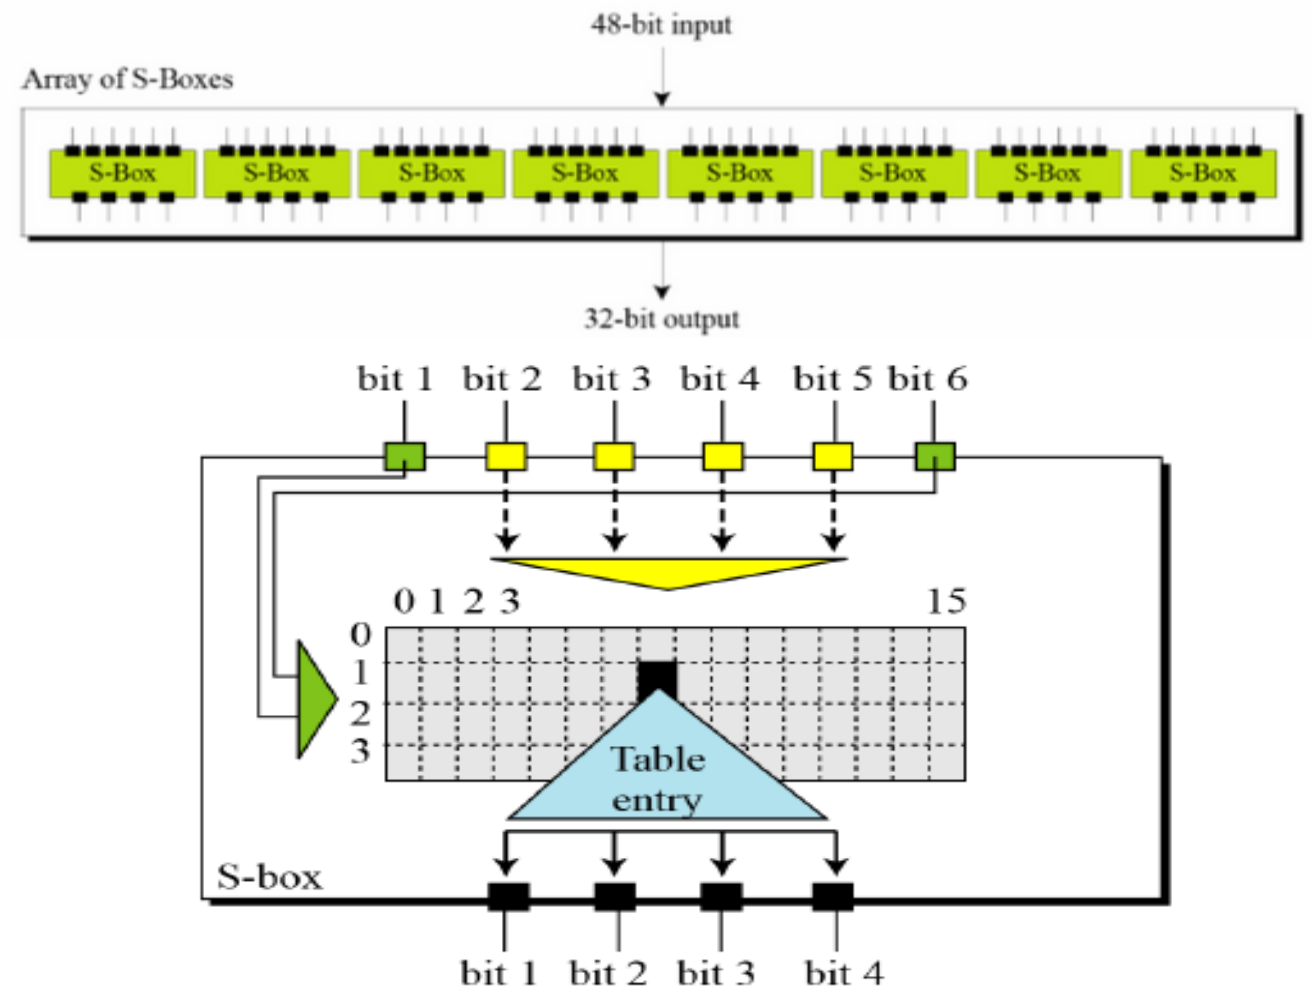 48-bit input
Array of S-Boxes
S-Box S-Box S-Box S-Box S-Box S-Box S-Box S-Box
32-bit output
bit 1 bit 2 bit 3 bit 4 bit 5 bit 6
0 1 2 3 15
0
1
2
3
Table
entry
S-box
bit 1 bit 2 bit 3 bit 4